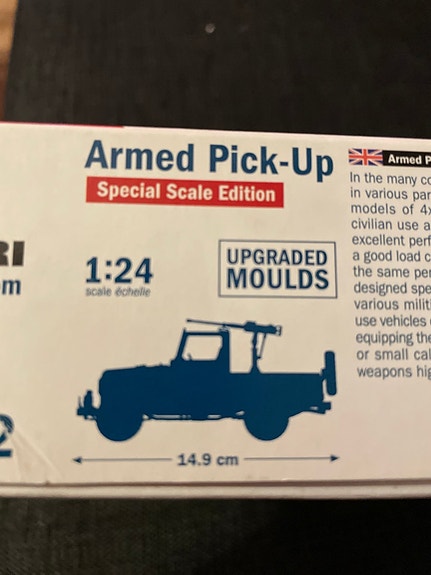 Armed Pick-Up
Special Scale Edition
RI
m
1:24
scale échelle
UPGRADED
MOULDS
2
14.9 cm
Armed P
In the many co
in various par
models of 4x
civilian use a
excellent perf
a good load c
the same per
designed spe
various milit
use vehicles
equipping the
or small cal
weapons hig